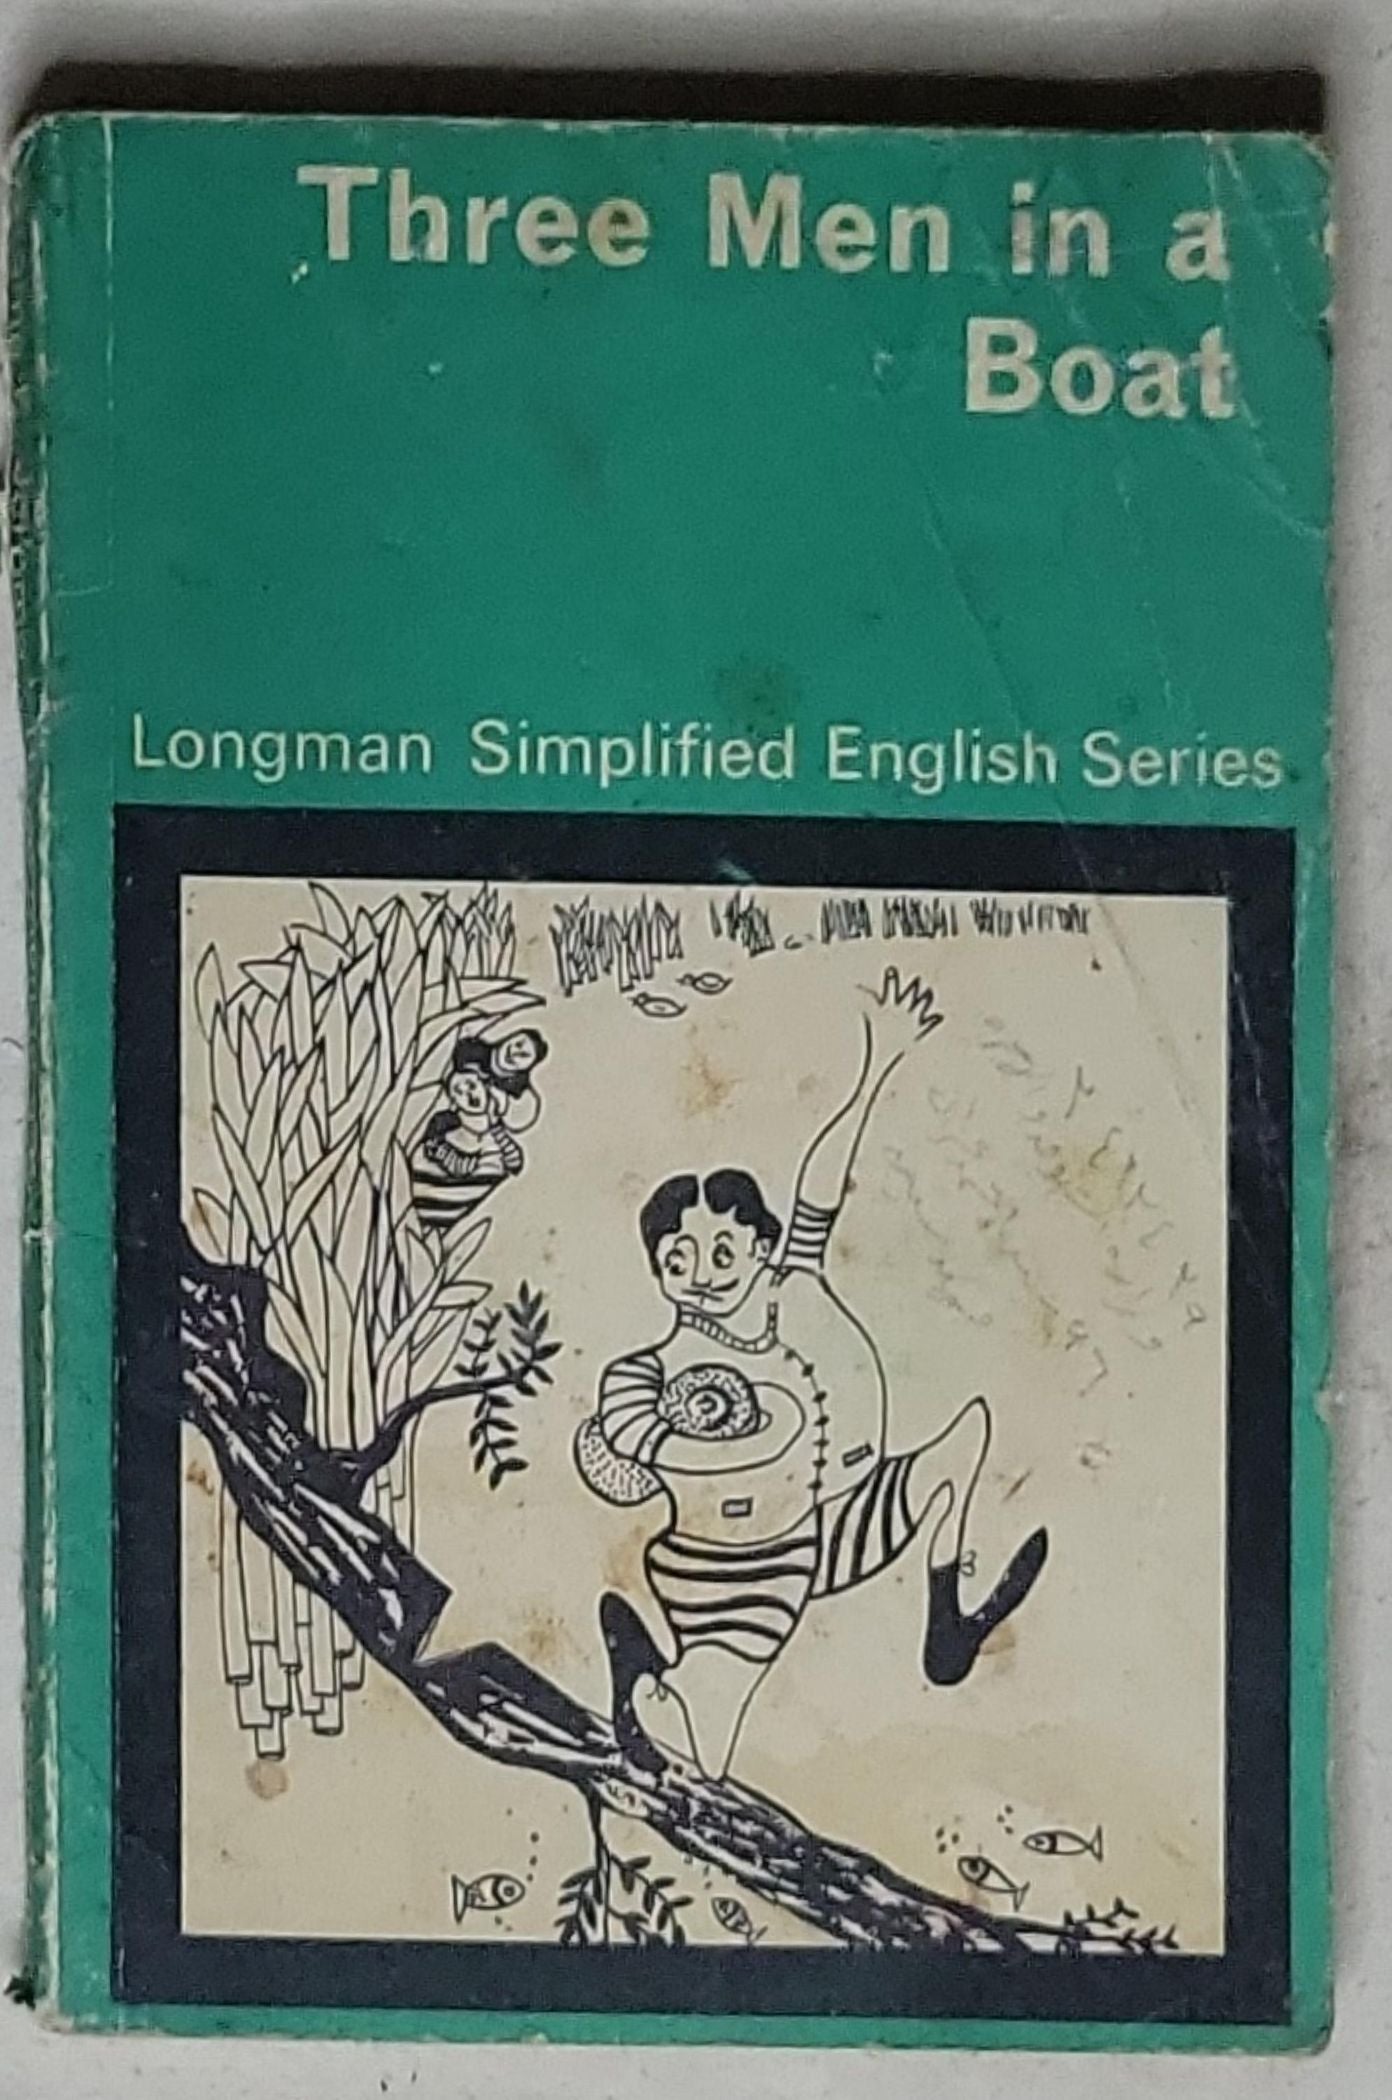 Three Men in a
Boat
Longman Simplified English Series